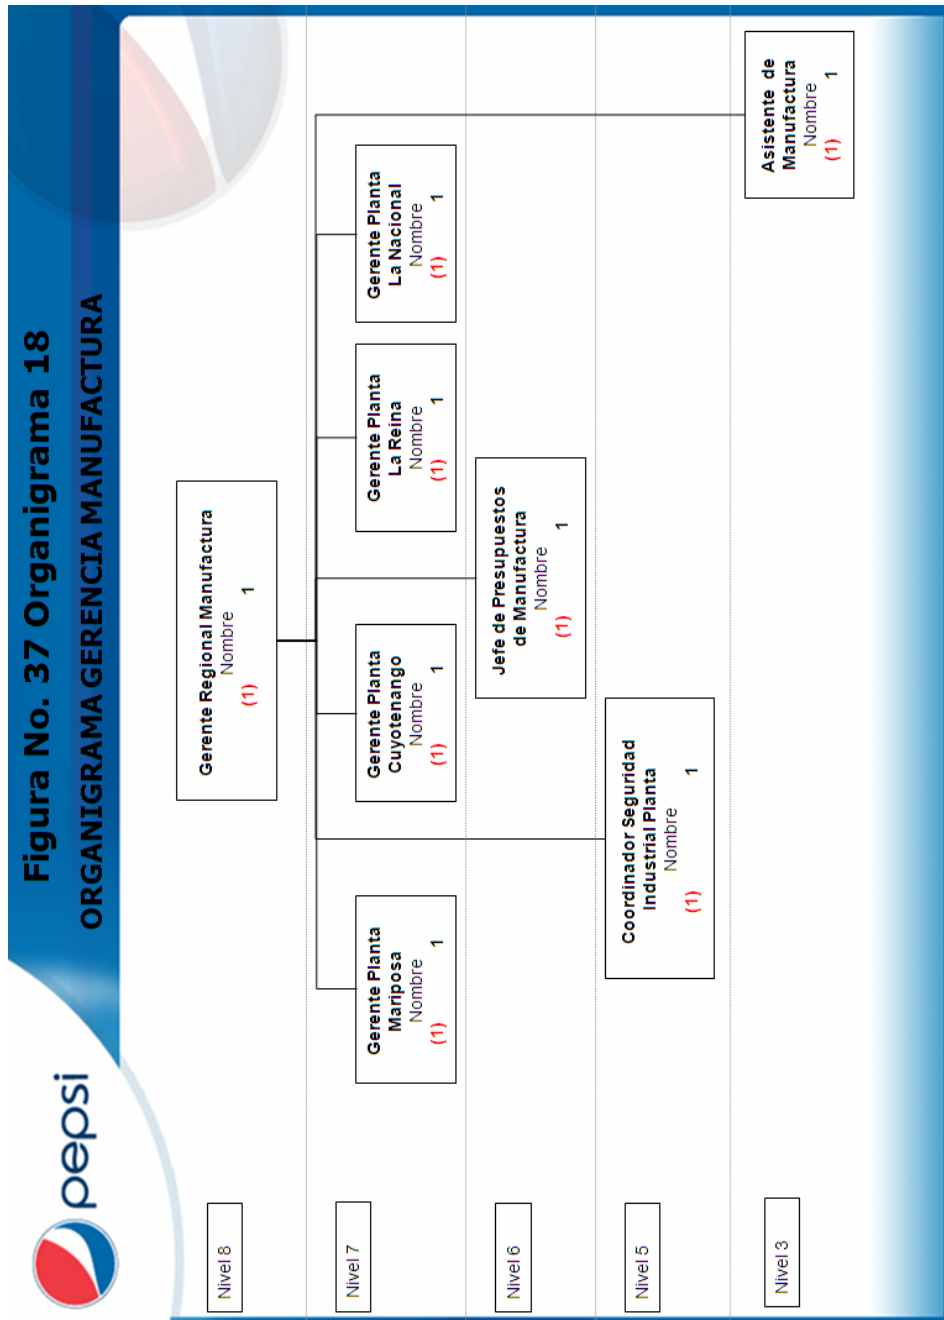 pepsi
Figura No. 37 Organigrama 18
ORGANIGRAMA GERENCIA MANUFACTURA
Nivel 8
Gerente Regional Manufactura
Nombre
(1) 1
Nivel 7
Gerente Planta
Mariposa
Nombre
(1) 1
Gerente Planta
Cuyotenango
Nombre
(1) 1
Gerente Planta
La Reina
Nombre
(1) 1
Gerente Planta
La Nacional
Nombre
(1) 1
Nivel 6
Jefe de Presupuestos
de Manufactura
Nombre
(1) 1
Nivel 5
Coordinador Seguridad
Industrial Planta
Nombre
(1) 1
Nivel 3
Asistente de
Manufactura
Nombre
(1) 1